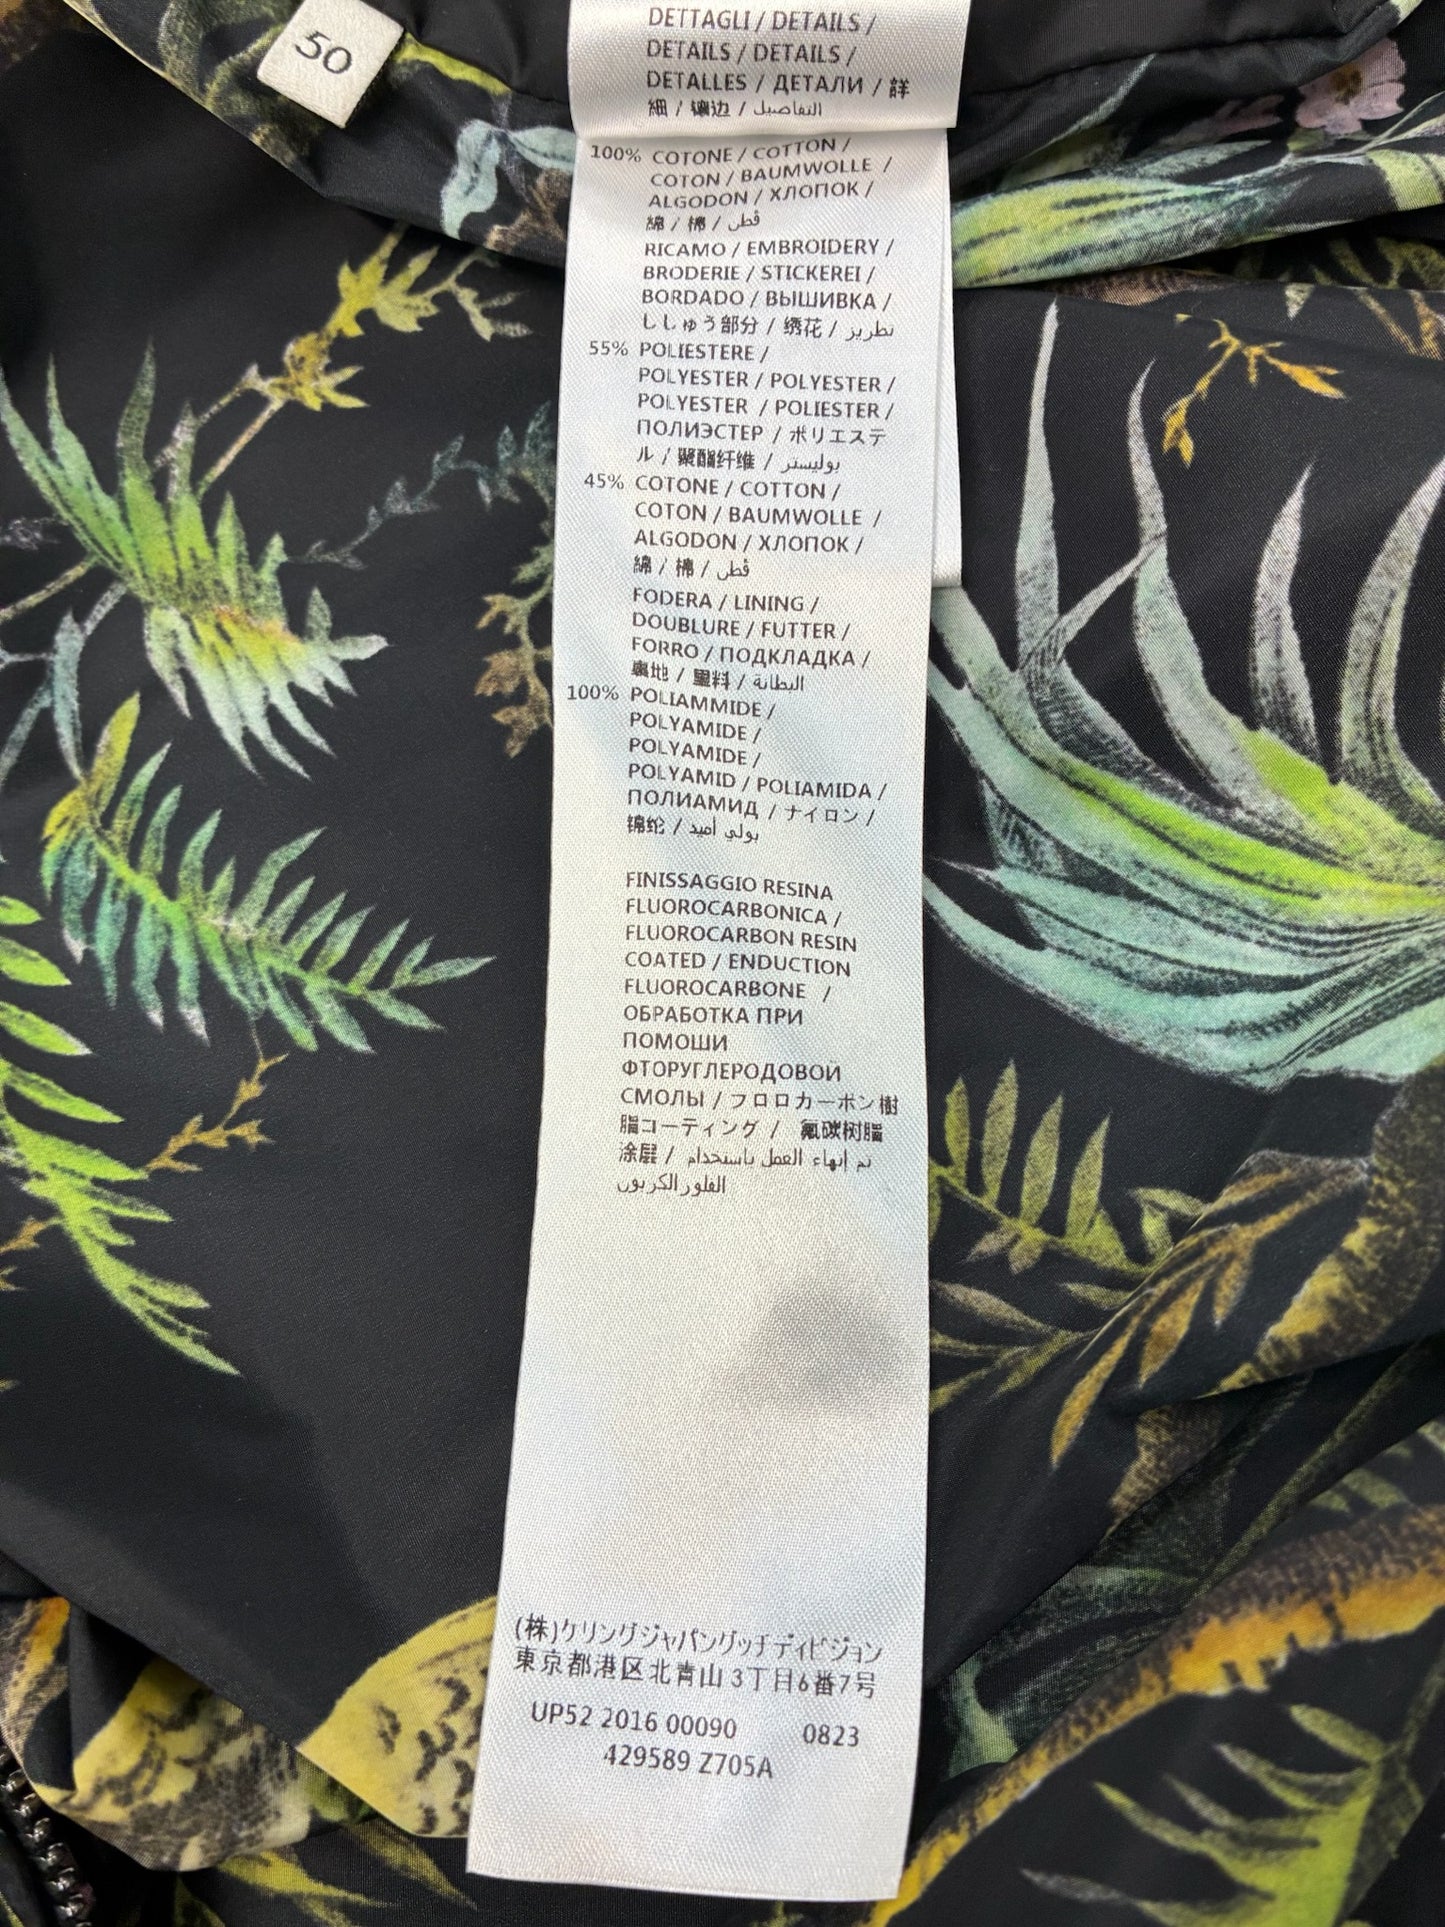 50
DETTAGLI / DETAILS /
DETAILS / DETAILS /
DETALLES / ДЕТАЛИ / 詳
細 / 镶边 / التفاصيل
100% COTONE / COTTON /
COTON / BAUMWOLLE /
ALGODON / ХЛОПОК /
綿 / 棉 / قطن
RICAMO / EMBROIDERY /
BRODERIE / STICKEREI /
BORDADO / ВЫШИВКА /
ししゅう部分 / 绣花 / تطريز
55% POLIESTERE /
POLYESTER / POLYESTER /
POLYESTER / POLIESTER /
ПОЛИЭСТЕР / ポリエステ
ル / 聚酯纤维 / بوليستر
45% COTONE / COTTON /
COTON / BAUMWOLLE /
ALGODON / ХЛОПОК /
綿 / 棉 / قطن
FODERA / LINING /
DOUBLURE / FUTTER /
FORRO / ПОДКЛАДКА /
裏地 / 里料 / البطانة
100% POLIAMMIDE /
POLYAMIDE /
POLYAMIDE /
POLYAMID / POLIAMIDA /
ПОЛИАМИД / ナイロン /
锦纶 / بولي أميد
FINISSAGGIO RESINA
FLUOROCARBONICA /
FLUOROCARBON RESIN
COATED / ENDUCTION
FLUOROCARBONE /
ОБРАБОТКА ПРИ
ПОМОШИ
ФТОРУГЛЕРОДОВОЙ
СМОЛЫ / フロロカーボン樹
脂コーティング / 氟碳树脂
涂层 / تم إنهاء العمل باستخدام
الفلور الكربون
(株)ケリングジャパングッチディビジョン
東京都港区北青山3丁目6番7号
UP52 2016 00090 0823
429589 Z705A